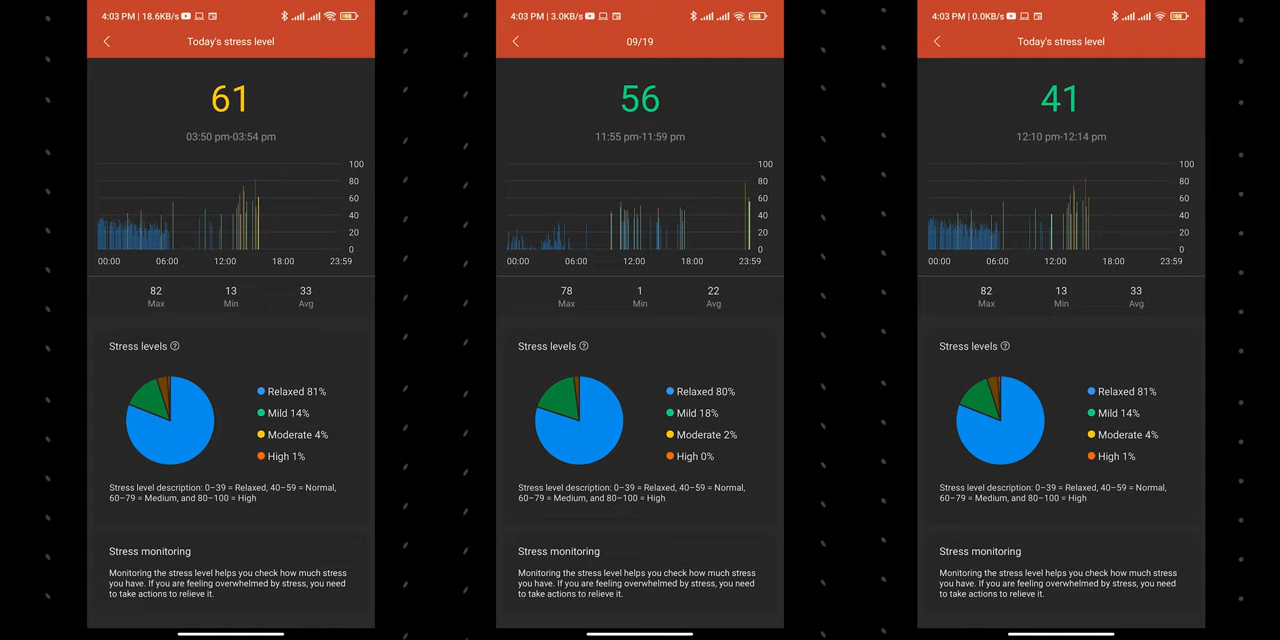 4:03 PM | 18.6KB/s
Today's stress level
61
03:50 pm-03:54 pm
100
80
60
40
20
0
00:00 06:00 12:00 18:00 23:59
82 13 33
Max Min Avg
Stress levels
Relaxed 81%
Mild 14%
Moderate 4%
High 1%
Stress level description: 0–39 = Relaxed, 40–59 = Normal,
60–79 = Medium, and 80–100 = High
Stress monitoring
Monitoring the stress level helps you check how much stress
you have. If you are feeling overwhelmed by stress, you need
to take actions to relieve it.
4:03 PM | 3.0KB/s
09/19
56
11:55 pm-11:59 pm
100
80
60
40
20
0
00:00 06:00 12:00 18:00 23:59
78 1 22
Max Min Avg
Stress levels
Relaxed 80%
Mild 18%
Moderate 2%
High 0%
Stress level description: 0–39 = Relaxed, 40–59 = Normal,
60–79 = Medium, and 80–100 = High
Stress monitoring
Monitoring the stress level helps you check how much stress
you have. If you are feeling overwhelmed by stress, you need
to take actions to relieve it.
4:03 PM | 0.0KB/s
Today's stress level
41
12:10 pm-12:14 pm
100
80
60
40
20
0
00:00 06:00 12:00 18:00 23:59
82 13 33
Max Min Avg
Stress levels
Relaxed 81%
Mild 14%
Moderate 4%
High 1%
Stress level description: 0–39 = Relaxed, 40–59 = Normal,
60–79 = Medium, and 80–100 = High
Stress monitoring
Monitoring the stress level helps you check how much stress
you have. If you are feeling overwhelmed by stress, you need
to take actions to relieve it.